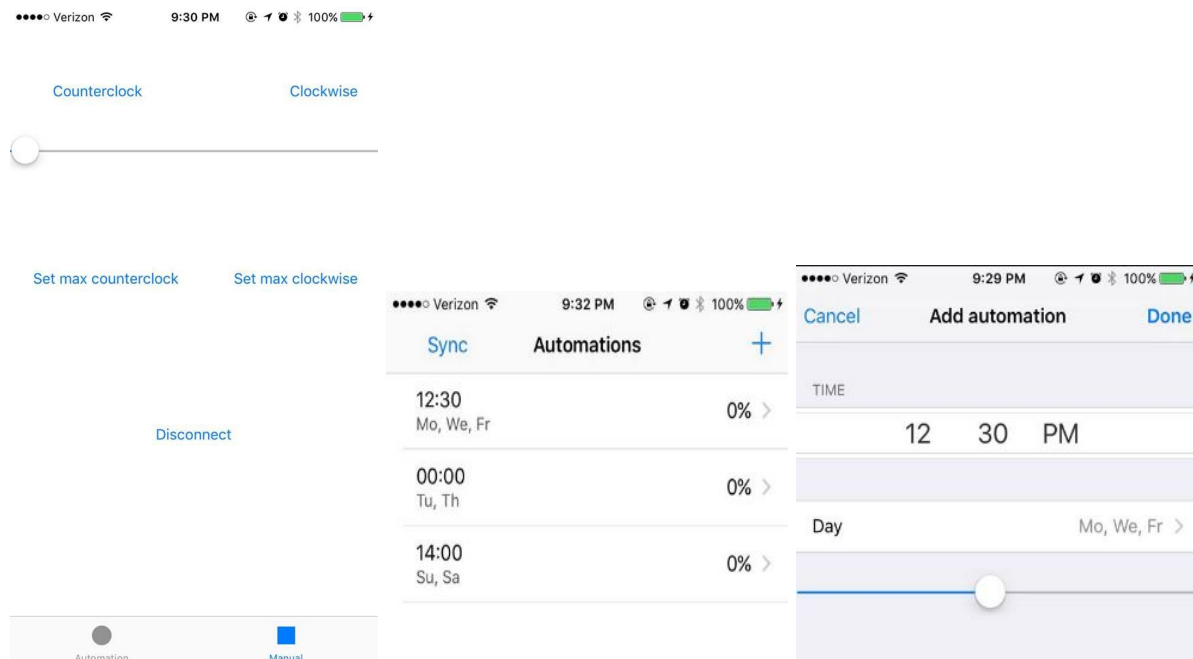 Verizon 9:30 PM 100%
Counterclock Clockwise
Set max counterclock Set max clockwise
Disconnect
Automation Manual
Verizon 9:32 PM 100%
Sync Automations +
12:30 0%
Mo, We, Fr
00:00 0%
Tu, Th
14:00 0%
Su, Sa
Verizon 9:29 PM 100%
Cancel Add automation Done
TIME
12 30 PM
Day Mo, We, Fr